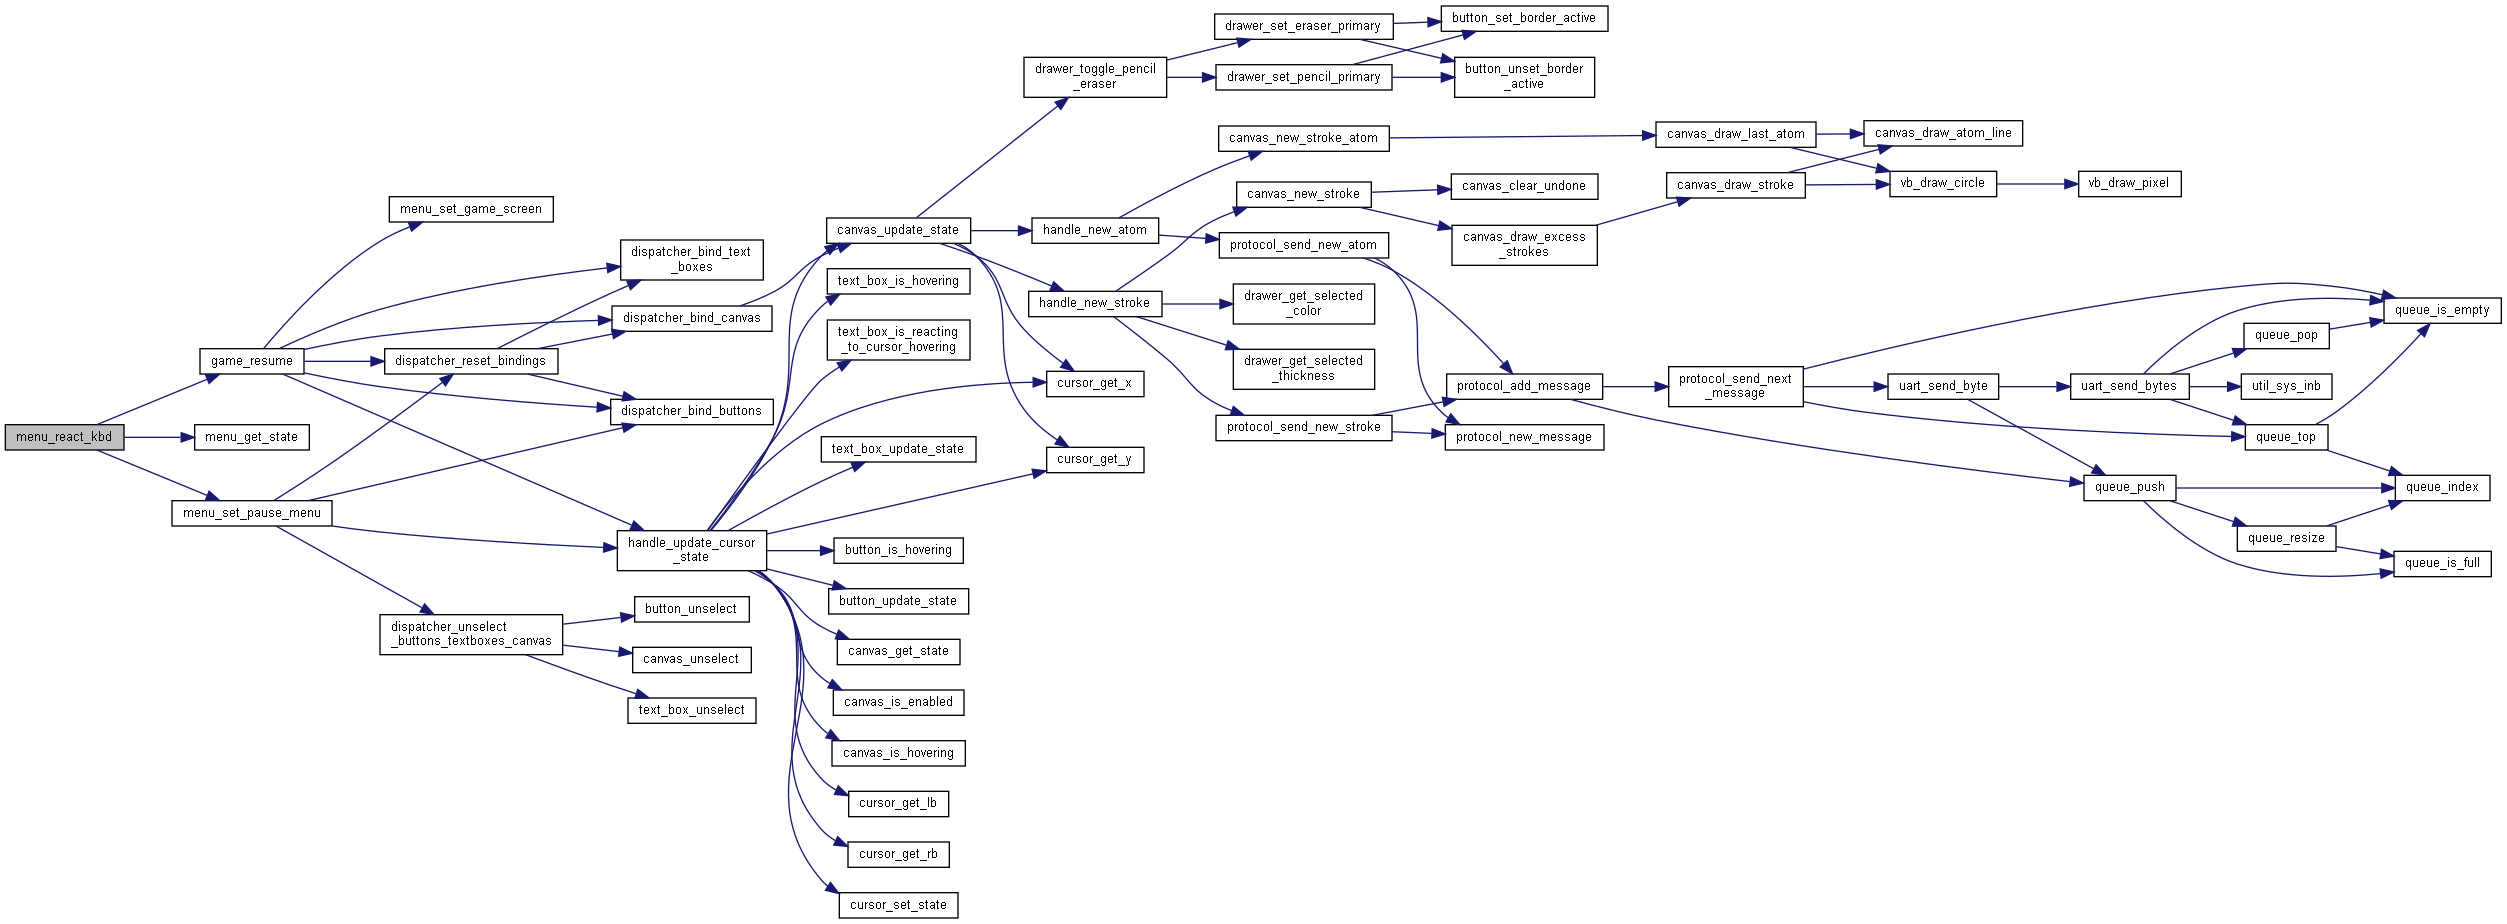 menu_react_kbd
game_resume
menu_get_state
menu_set_pause_menu
menu_set_game_screen
dispatcher_reset_bindings
dispatcher_unselect
_buttons_textboxes_canvas
dispatcher_bind_text
_boxes
dispatcher_bind_canvas
dispatcher_bind_buttons
handle_update_cursor
_state
button_unselect
canvas_unselect
text_box_unselect
canvas_update_state
text_box_is_hovering
text_box_is_reacting
_to_cursor_hovering
text_box_update_state
button_is_hovering
button_update_state
canvas_get_state
canvas_is_enabled
canvas_is_hovering
cursor_get_lb
cursor_get_rb
cursor_set_state
drawer_toggle_pencil
_eraser
handle_new_atom
handle_new_stroke
cursor_get_x
cursor_get_y
drawer_set_eraser_primary
drawer_set_pencil_primary
canvas_new_stroke_atom
canvas_new_stroke
protocol_send_new_atom
drawer_get_selected
_color
drawer_get_selected
_thickness
protocol_send_new_stroke
button_set_border_active
button_unset_border
_active
canvas_clear_undone
canvas_draw_excess
_strokes
protocol_add_message
protocol_new_message
canvas_draw_last_atom
canvas_draw_stroke
protocol_send_next
_message
canvas_draw_atom_line
vb_draw_circle
uart_send_byte
vb_draw_pixel
uart_send_bytes
queue_push
queue_pop
util_sys_inb
queue_top
queue_resize
queue_is_empty
queue_index
queue_is_full